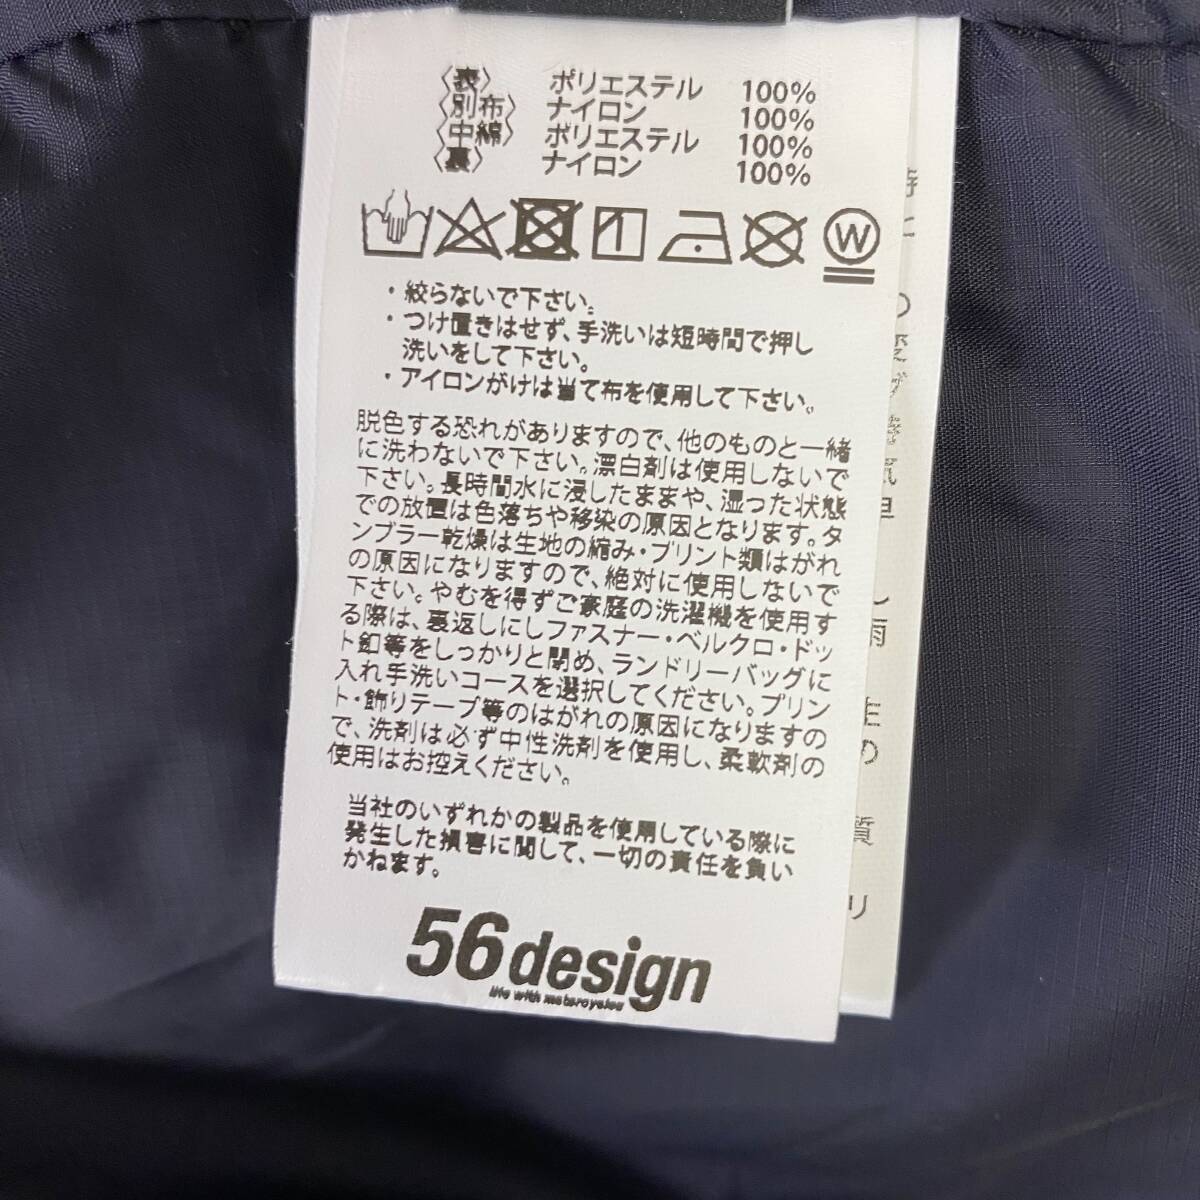 〈表〉 ポリエステル 100%
〈別布〉 ナイロン 100%
〈中綿〉 ポリエステル 100%
〈裏〉 ナイロン 100%
W
・絞らないで下さい。
・つけ置きはせず、手洗いは短時間で押し
洗いをして下さい。
・アイロンがけは当て布を使用して下さい。
脱色する恐れがありますので、他のものと一緒
に洗わないで下さい。漂白剤は使用しないで
下さい。長時間水に浸したままや、湿った状態
での放置は色落ちや移染の原因となります。タ
ンブラー乾燥は生地の縮み・プリント類はがれ
の原因になりますので、絶対に使用しないで
下さい。やむを得ずご家庭の洗濯機を使用す
る際は、裏返しにしファスナー・ベルクロ・ドッ
ト釦等をしっかりと閉め、ランドリーバッグに
入れ手洗いコースを選択してください。プリン
ト・飾りテープ等のはがれの原因になりますの
で、洗剤は必ず中性洗剤を使用し、柔軟剤の
使用はお控えください。
当社のいずれかの製品を使用している際に
発生した損害に関して、一切の責任を負い
かねます。
56design
life with motorcycles